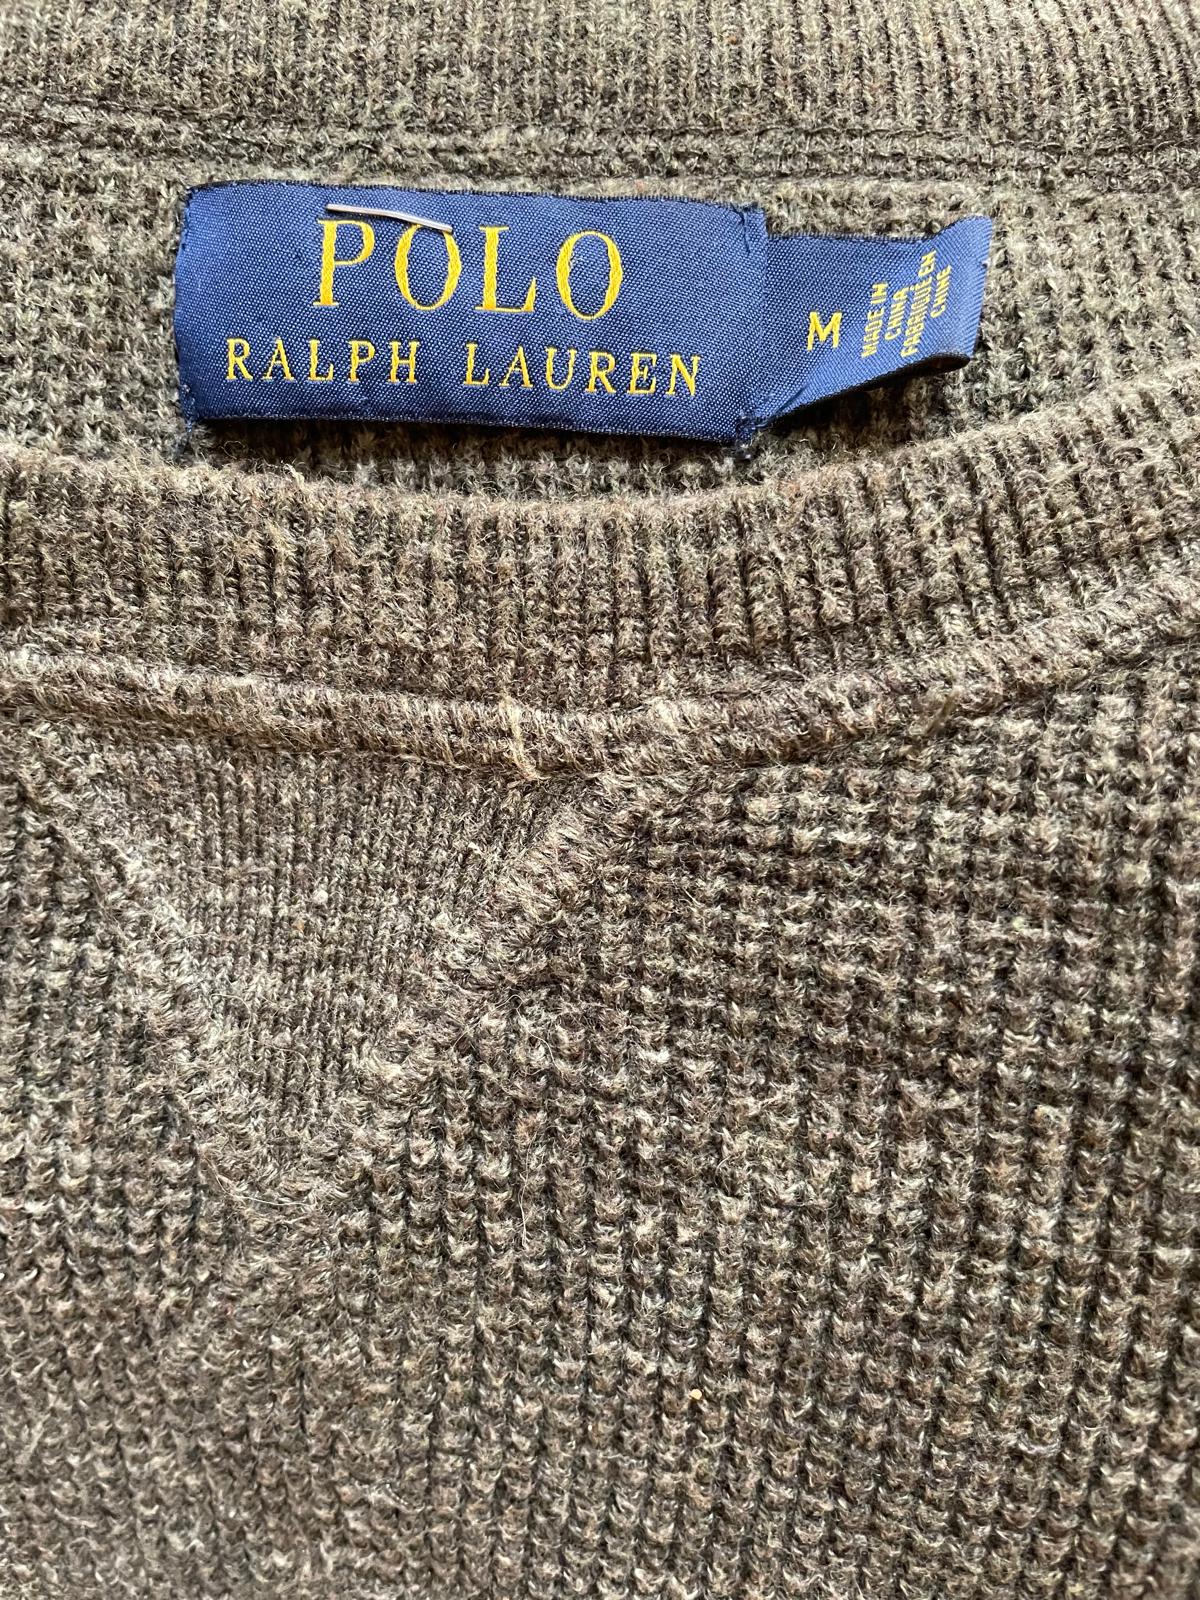 POLO
RALPH LAUREN
M
MADE IN
CHINA
FABRIQUÉ EN
CHINE